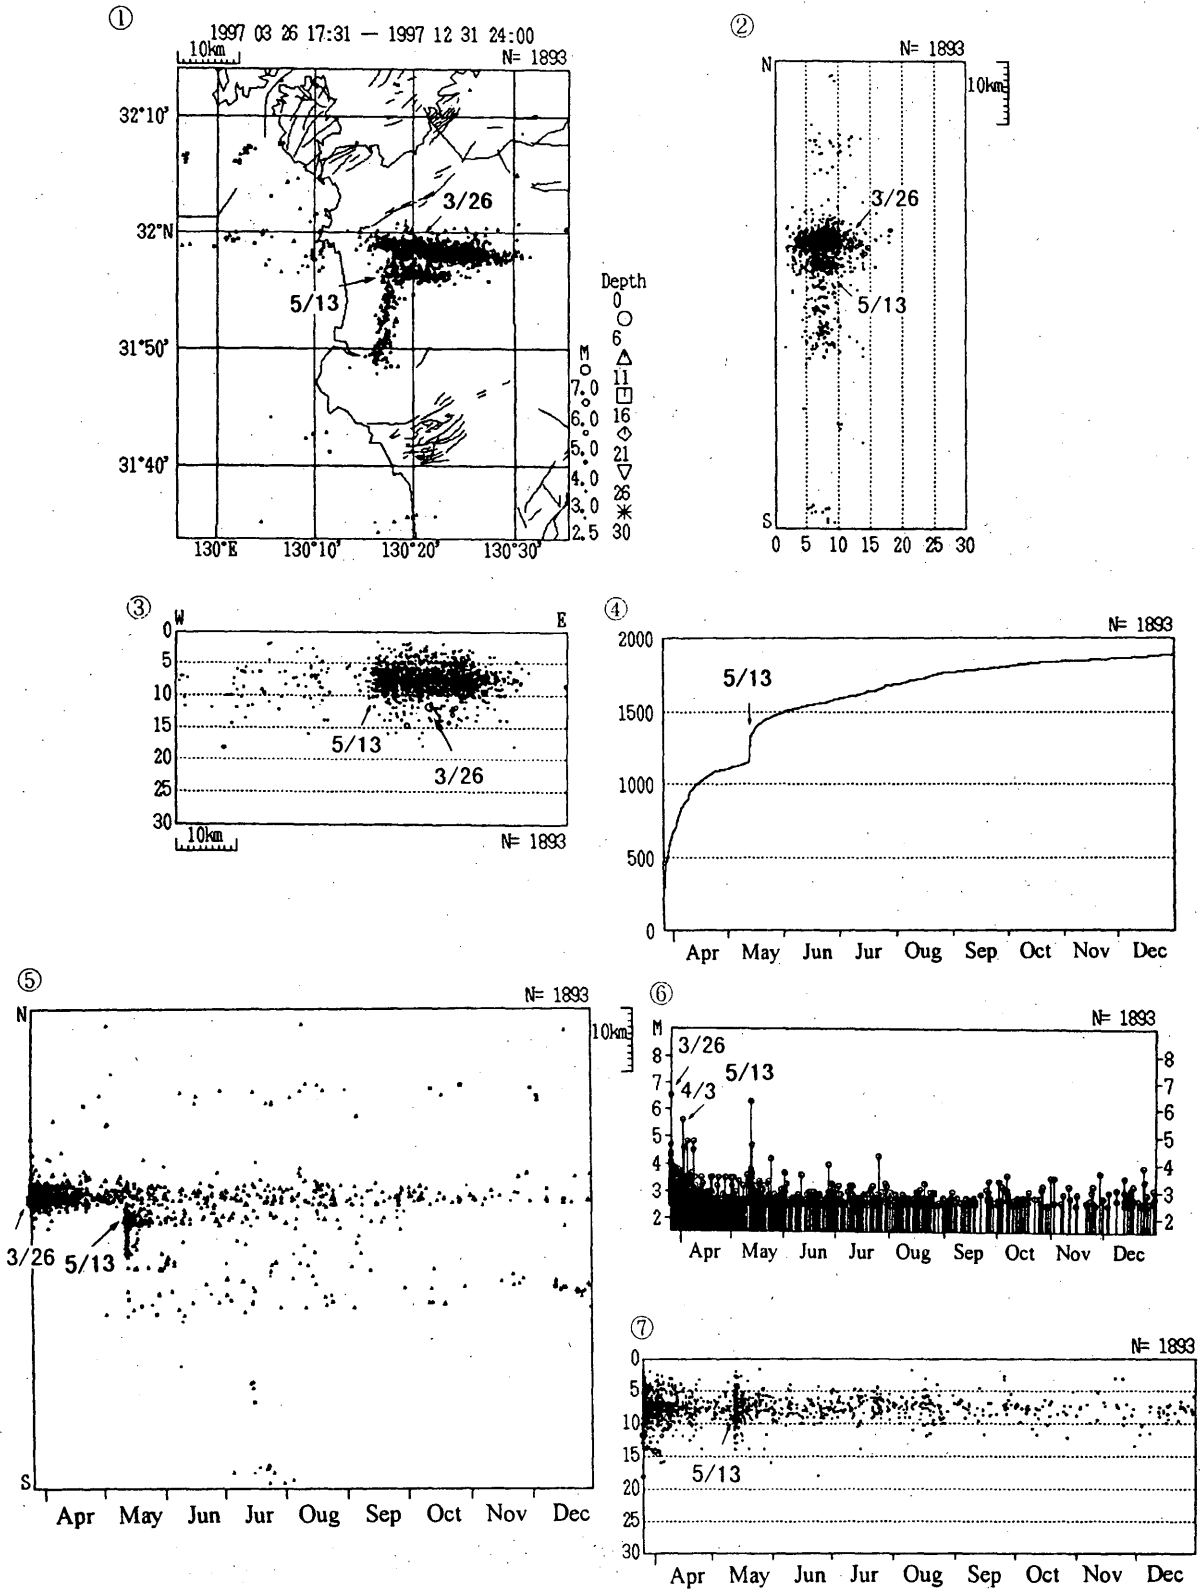 ①
1997 03 26 17:31 — 1997 12 31 24:00
10km
N= 1893
32°10'
32°N
31°50'
31°40'
130°E
130°10'
130°20'
130°30'
3/26
5/13
M
7.0
6.0
5.0
4.0
3.0
2.5
Depth
0
6
11
16
21
26
30
②
N= 1893
N
10km
3/26
5/13
S
0 5 10 15 20 25 30
③
W
E
0
5
10
15
20
25
30
5/13
3/26
10km
N= 1893
④
N= 1893
2000
1500
1000
500
0
5/13
Apr May Jun Jur Oug Sep Oct Nov Dec
⑤
N= 1893
N
10km
3/26 5/13
S
Apr May Jun Jur Oug Sep Oct Nov Dec
⑥
N= 1893
M
8
7
6
5
4
3
2
3/26
4/3
5/13
8
7
6
5
4
3
2
Apr May Jun Jur Oug Sep Oct Nov Dec
⑦
N= 1893
0
5
10
15
20
25
30
5/13
Apr May Jun Jur Oug Sep Oct Nov Dec